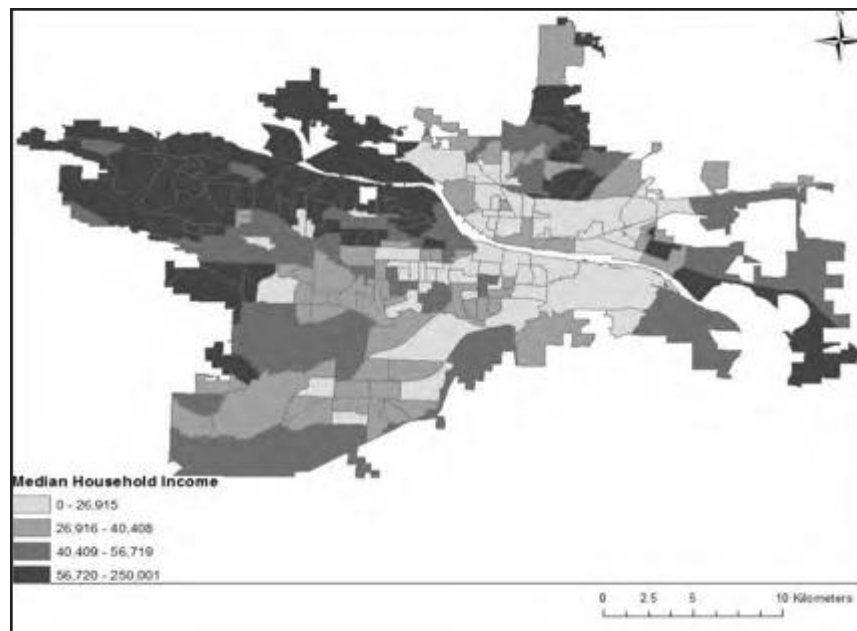 Median Household Income
0 - 26,915
26,916 - 40,408
40,409 - 56,719
56,720 - 250,001
0 2.5 5 10 Kilometers